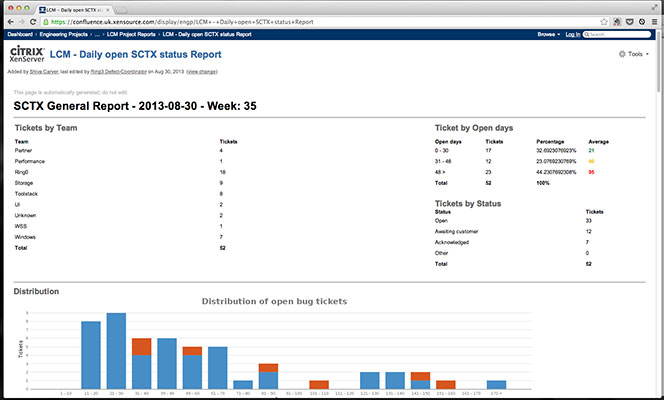 LCM - Daily open SCTX sta
https://confluence.uk.xensource.com/display/engp/LCM+-+Daily+open+SCTX+status+Report
Dashboard › Engineering Projects › ... › LCM Project Reports › LCM - Daily open SCTX status Report
Browse Log In Search
CITRIX
XenServer
LCM - Daily open SCTX status Report
Tools
Added by Steve Carver, last edited by Ring3 Defect-Coordinator on Aug 30, 2013 (view change)
This page is automatically generated; do not edit.
SCTX General Report - 2013-08-30 - Week: 35
Tickets by Team
Team Tickets
Partner 4
Performance 1
Ring0 18
Storage 9
Toolstack 8
UI 2
Unknown 2
WSS 1
Windows 7
Total 52
Ticket by Open days
Open days Tickets Percentage Average
0 - 30 17 32.6923076923% 21
31 - 48 12 23.0769230769%
48 > 23 44.2307692308% 95
Total 52 100%
Tickets by Status
Status Tickets
Open 33
Awaiting customer 12
Acknowledged 7
Other 0
Total 52
Distribution
Distribution of open bug tickets
Tickets
9
8
7
6
5
4
3
2
1
0
1 - 10 11 - 20 21 - 30 31 - 40 41 - 50 51 - 60 61 - 70 71 - 80 81 - 90 91 - 100 101 - 110 111 - 120 121 - 130 131 - 140 141 - 150 151 - 160 161 - 170 170 +